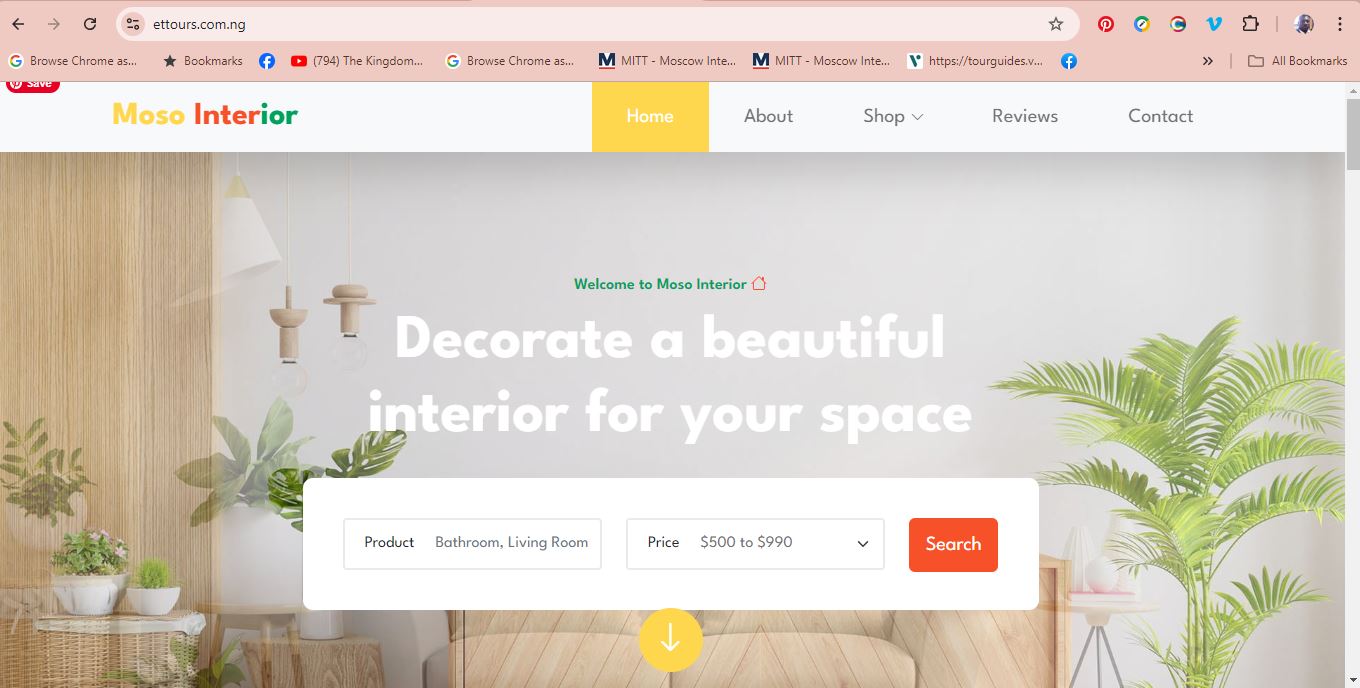 ettours.com.ng
Browse Chrome as...
Bookmarks
(794) The Kingdom...
Browse Chrome as...
MITT - Moscow Inte...
MITT - Moscow Inte...
https://tourguides.v...
»
All Bookmarks
Save
Moso Interior
Home
About
Shop
Reviews
Contact
Welcome to Moso Interior
Decorate a beautiful
interior for your space
Product Bathroom, Living Room
Price $500 to $990
Search